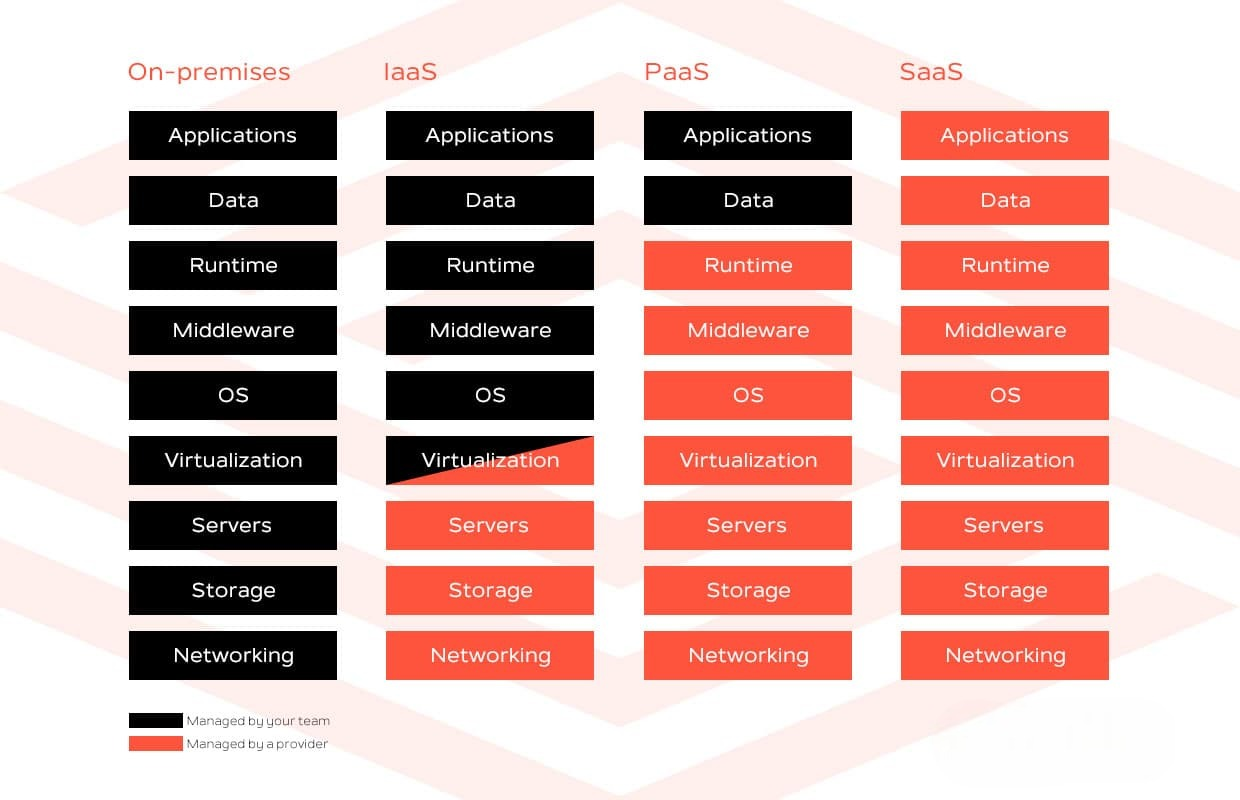 On-premises
IaaS
PaaS
SaaS
Applications
Applications
Applications
Applications
Data
Data
Data
Data
Runtime
Runtime
Runtime
Runtime
Middleware
Middleware
Middleware
Middleware
OS
OS
OS
OS
Virtualization
Virtualization
Virtualization
Virtualization
Servers
Servers
Servers
Servers
Storage
Storage
Storage
Storage
Networking
Networking
Networking
Networking
Managed by your team
Managed by a provider